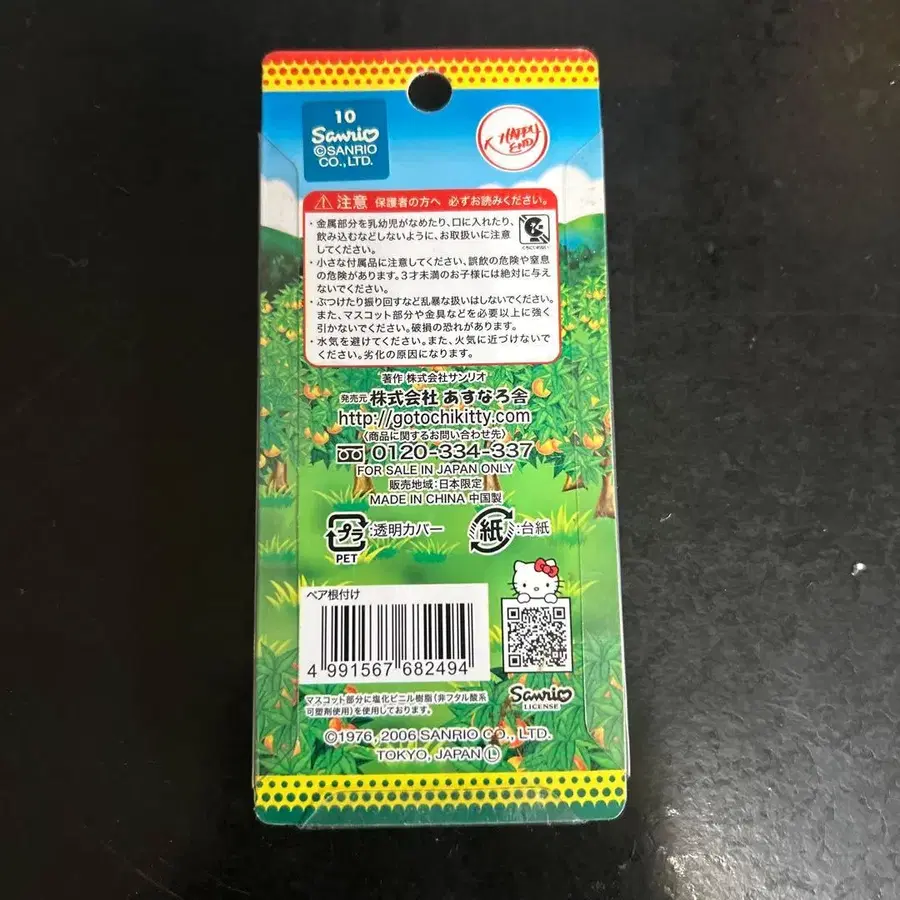 10
Sanrio
©SANRIO
CO., LTD.
K HAPPY
END
注意 保護者の方へ 必ずお読みください。
・金属部分を乳幼児がなめたり、口に入れたり、
飲み込むなどしないように、お取扱いに注意
してください。
・小さな付属品に注意してください、誤飲の危険や窒息
の危険があります。3才未満のお子様には絶対に与え
ないでください。
・ぶつけたり振り回すなど乱暴な扱いはしないでください。
また、マスコット部分や金具などを必要以上に強く
引かないでください。破損の恐れがあります。
・水気を避けてください。また、火気に近づけないで
ください。劣化の原因になります。
著作 株式会社サンリオ
発売元 株式会社 あすなろ舎
http://gotochikitty.com
〈商品に関するお問い合わせ先〉
0120-334-337
FOR SALE IN JAPAN ONLY
販売地域:日本限定
MADE IN CHINA 中国製
プラ:透明カバー 紙:台紙
PET
ペア根付け
4 991567 682494
マスコット部分に塩化ビニル樹脂(非フタル酸系
可塑剤使用)を使用しております。
Sanrio
LICENSE
©1976, 2006 SANRIO CO., LTD.
TOKYO, JAPAN Ⓛ